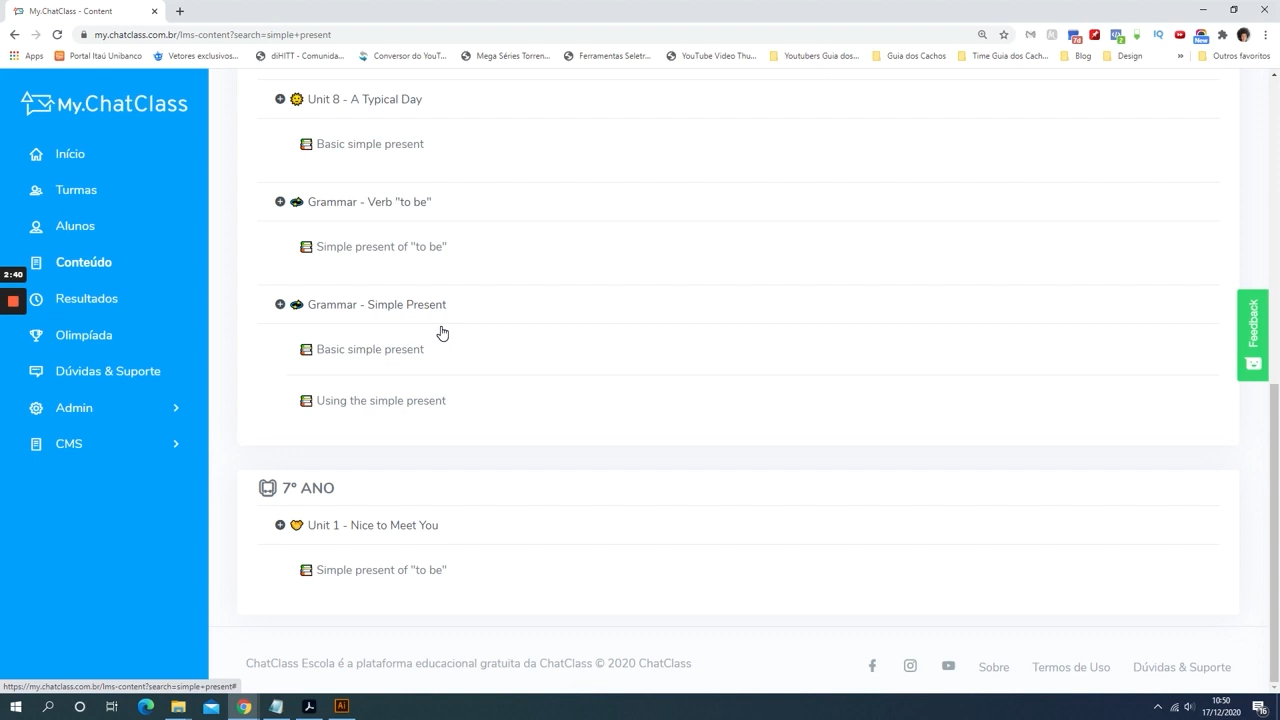 My.ChatClass - Content
my.chatclass.com.br/lms-content?search=simple+present
Apps
Portal Itaú Unibanco
Vetores exclusivos...
diHITT - Comunida...
Conversor do YouT...
Mega Séries Torren...
Ferramentas Seletr...
YouTube Video Thu...
Youtubers Guia dos...
Guia dos Cachos
Time Guia dos Cach...
Blog
Design
Outros favoritos
My.ChatClass
Início
Turmas
Alunos
Conteúdo
2:40
Resultados
Olimpíada
Dúvidas & Suporte
Admin
CMS
Unit 8 - A Typical Day
Basic simple present
Grammar - Verb "to be"
Simple present of "to be"
Grammar - Simple Present
Basic simple present
Using the simple present
7º ANO
Unit 1 - Nice to Meet You
Simple present of "to be"
Feedback
ChatClass Escola é a plataforma educacional gratuita da ChatClass © 2020 ChatClass
Sobre
Termos de Uso
Dúvidas & Suporte
https://my.chatclass.com.br/lms-content?search=simple+present#
10:50
17/12/2020